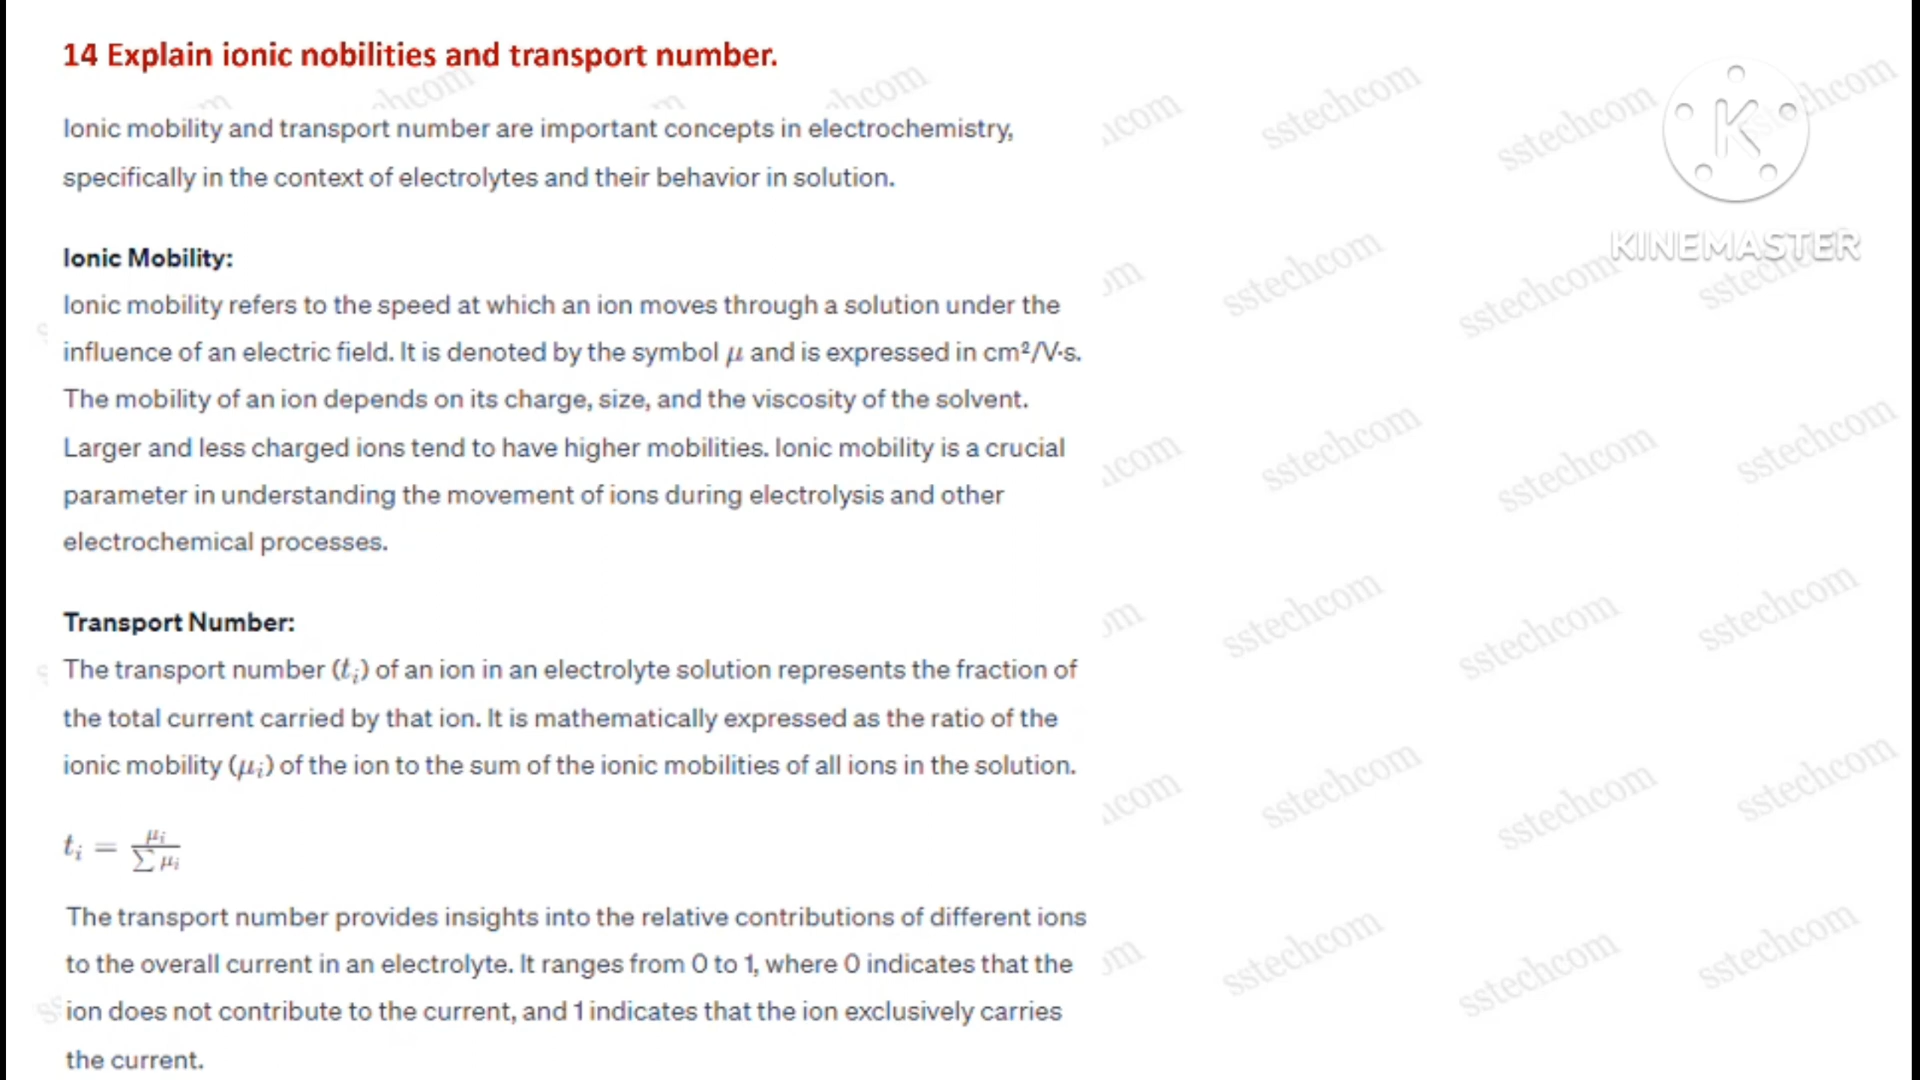 14 Explain ionic nobilities and transport number.
Ionic mobility and transport number are important concepts in electrochemistry,
specifically in the context of electrolytes and their behavior in solution.
Ionic Mobility:
Ionic mobility refers to the speed at which an ion moves through a solution under the
influence of an electric field. It is denoted by the symbol μ and is expressed in cm²/V·s.
The mobility of an ion depends on its charge, size, and the viscosity of the solvent.
Larger and less charged ions tend to have higher mobilities. Ionic mobility is a crucial
parameter in understanding the movement of ions during electrolysis and other
electrochemical processes.
Transport Number:
The transport number (tᵢ) of an ion in an electrolyte solution represents the fraction of
the total current carried by that ion. It is mathematically expressed as the ratio of the
ionic mobility (μᵢ) of the ion to the sum of the ionic mobilities of all ions in the solution.
tᵢ = μᵢ / ∑ μᵢ
The transport number provides insights into the relative contributions of different ions
to the overall current in an electrolyte. It ranges from 0 to 1, where 0 indicates that the
ion does not contribute to the current, and 1 indicates that the ion exclusively carries
the current.
K
KINEMASTER
sstechcom